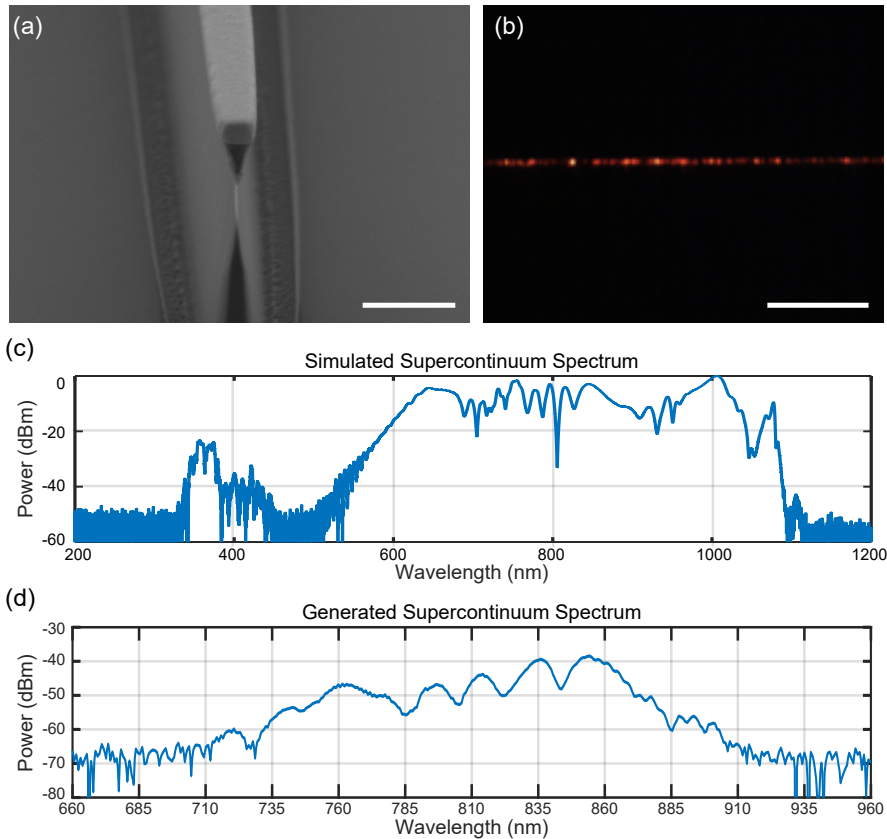 (a)
(b)
(c)
Simulated Supercontinuum Spectrum
Power (dBm)
0
-20
-40
-60
200 400 600 800 1000 1200
Wavelength (nm)
(d)
Generated Supercontinuum Spectrum
Power (dBm)
-30
-40
-50
-60
-70
-80
660 685 710 735 760 785 810 835 860 885 910 935 960
Wavelength (nm)